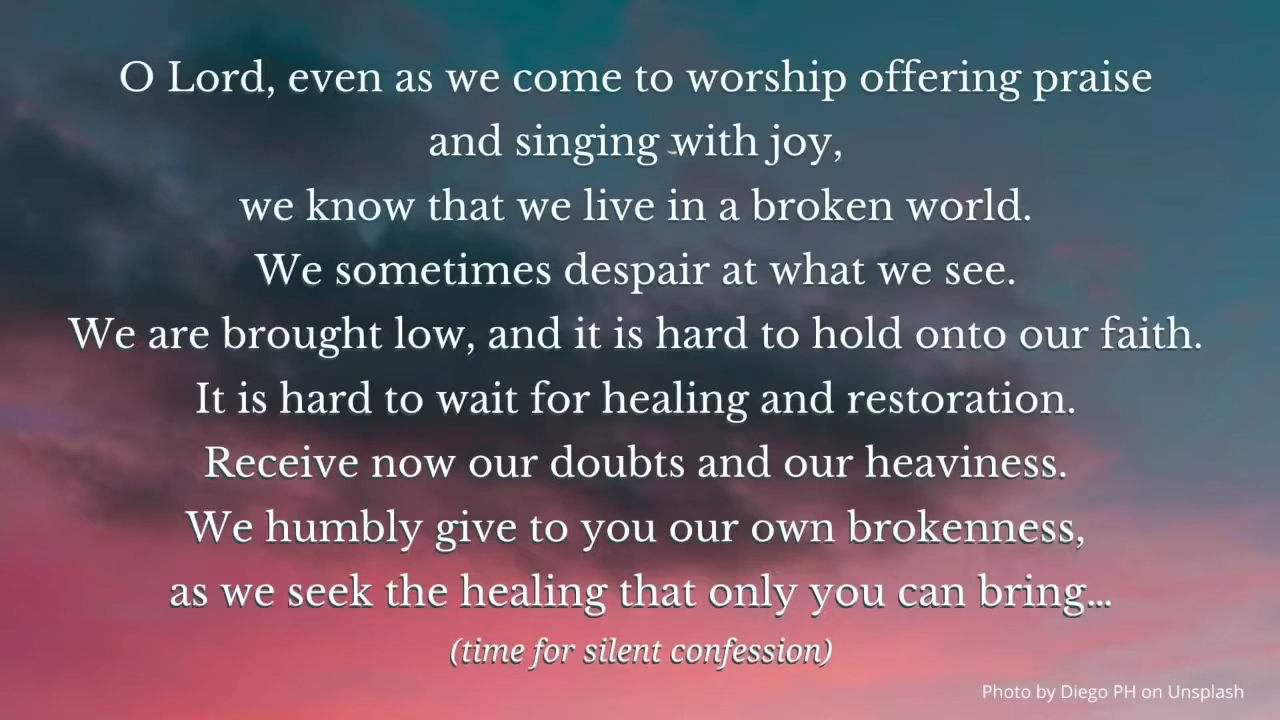 O Lord, even as we come to worship offering praise
and singing with joy,
we know that we live in a broken world.
We sometimes despair at what we see.
We are brought low, and it is hard to hold onto our faith.
It is hard to wait for healing and restoration.
Receive now our doubts and our heaviness.
We humbly give to you our own brokenness,
as we seek the healing that only you can bring...
(time for silent confession)
Photo by Diego PH on Unsplash